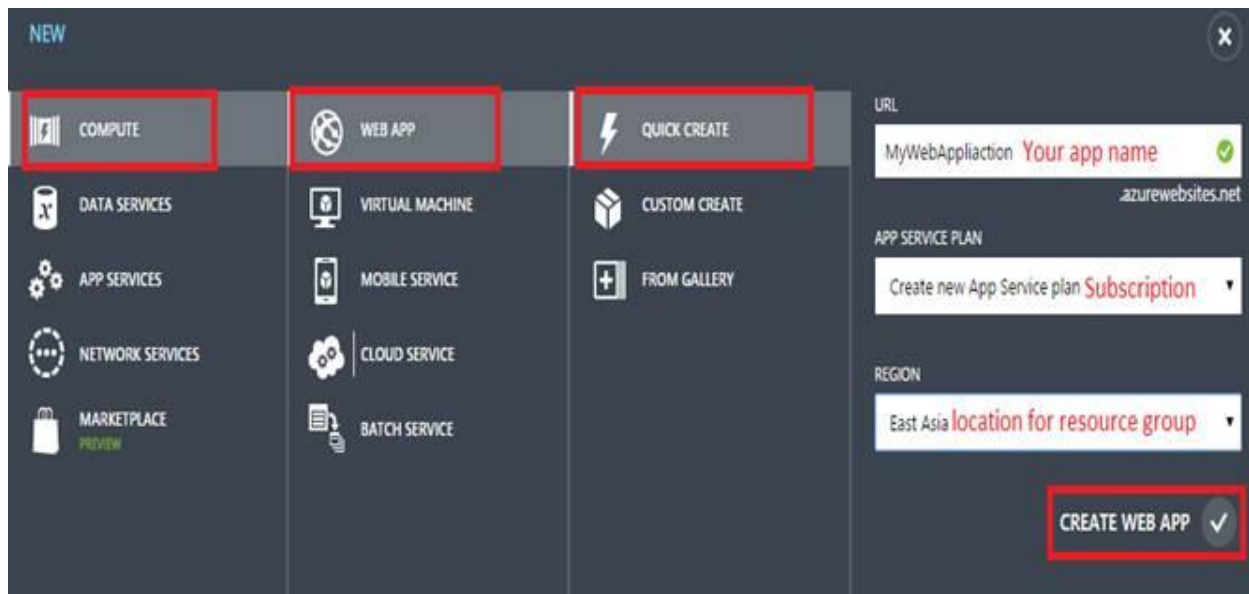 NEW
COMPUTE
DATA SERVICES
APP SERVICES
NETWORK SERVICES
MARKETPLACE
PREVIEW
WEB APP
VIRTUAL MACHINE
MOBILE SERVICE
CLOUD SERVICE
BATCH SERVICE
QUICK CREATE
CUSTOM CREATE
FROM GALLERY
URL
MyWebAppliaction Your app name
.azurewebsites.net
APP SERVICE PLAN
Create new App Service plan Subscription
REGION
East Asia location for resource group
CREATE WEB APP